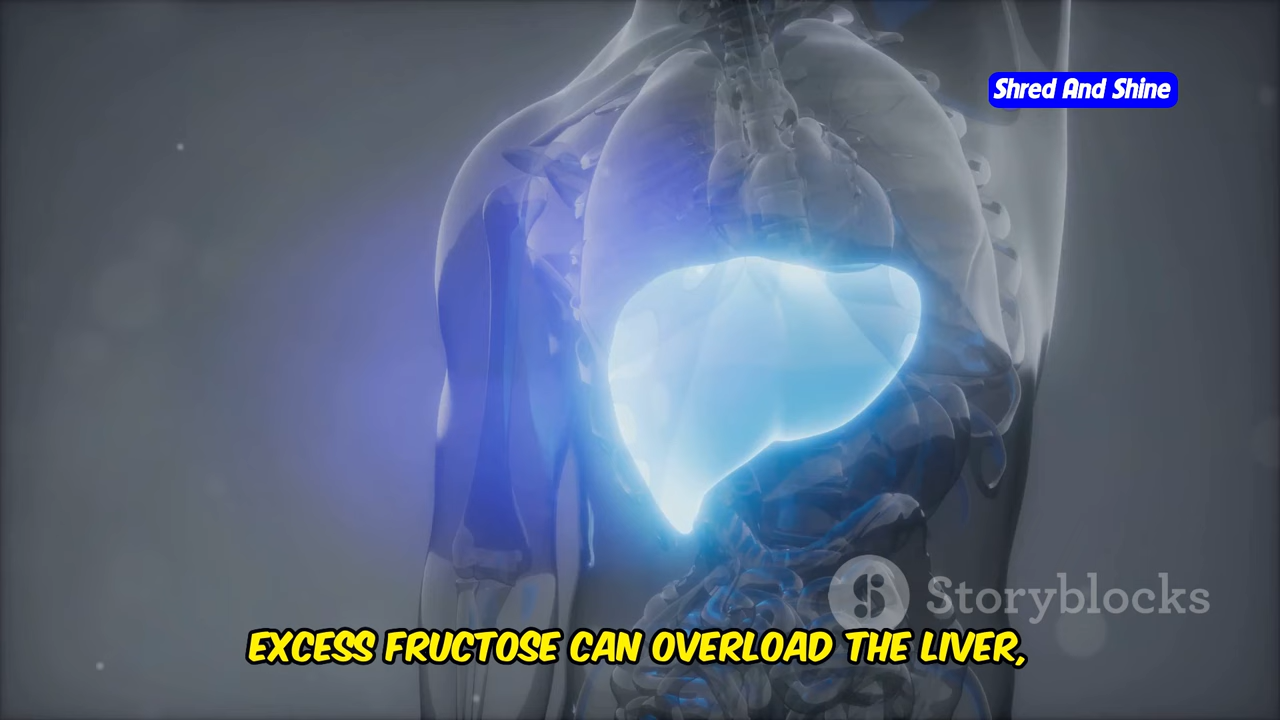 Shred And Shine
Storyblocks
EXCESS FRUCTOSE CAN OVERLOAD THE LIVER,